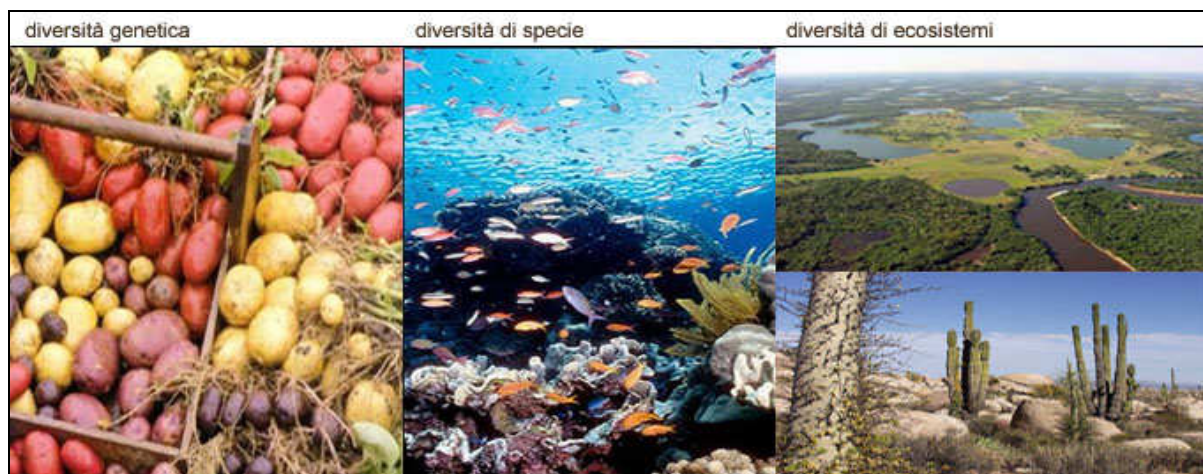 diversità genetica
diversità di specie
diversità di ecosistemi